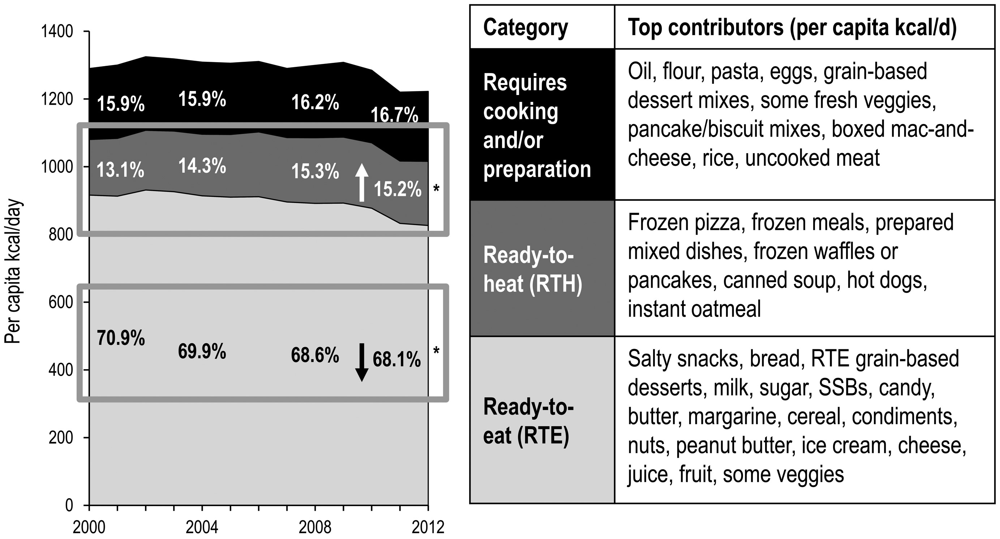 1400
1200
1000
800
600
400
200
0
Per capita kcal/day
2000
2004
2008
2012
15.9%
15.9%
16.2%
16.7%
13.1%
14.3%
15.3%
15.2%
*
70.9%
69.9%
68.6%
68.1%
*
Category
Top contributors (per capita kcal/d)
Requires
cooking
and/or
preparation
Oil, flour, pasta, eggs, grain-based
dessert mixes, some fresh veggies,
pancake/biscuit mixes, boxed mac-and-
cheese, rice, uncooked meat
Ready-to-
heat (RTH)
Frozen pizza, frozen meals, prepared
mixed dishes, frozen waffles or
pancakes, canned soup, hot dogs,
instant oatmeal
Ready-to-
eat (RTE)
Salty snacks, bread, RTE grain-based
desserts, milk, sugar, SSBs, candy,
butter, margarine, cereal, condiments,
nuts, peanut butter, ice cream, cheese,
juice, fruit, some veggies